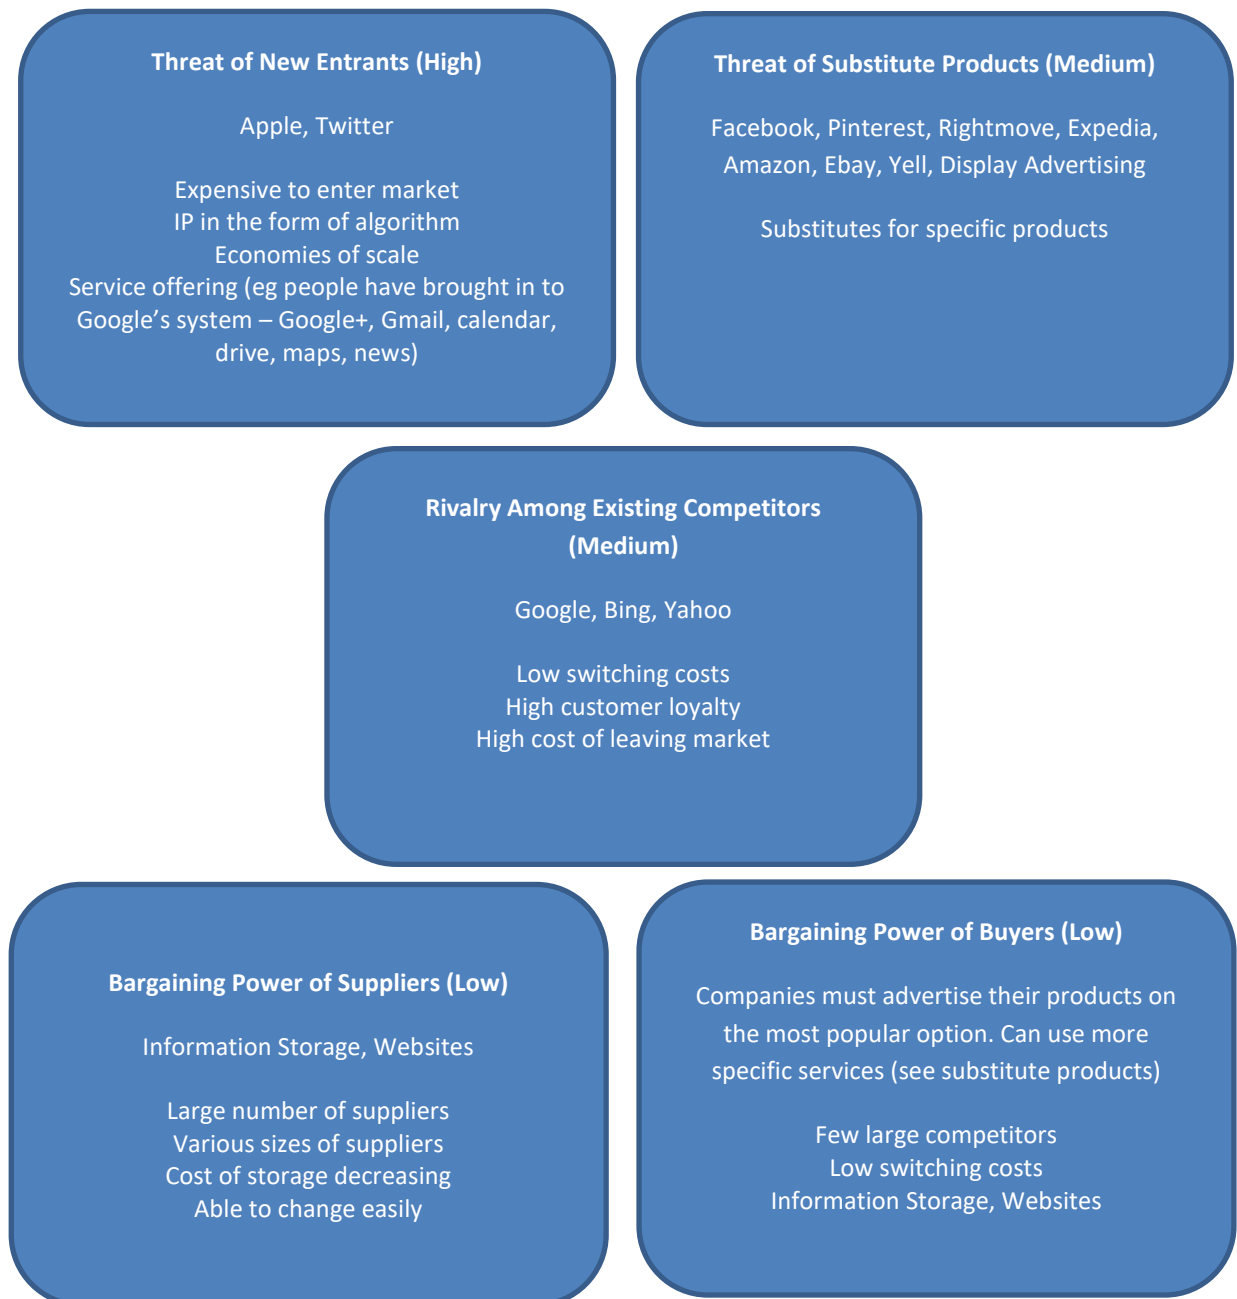 Threat of New Entrants (High)
Apple, Twitter
Expensive to enter market
IP in the form of algorithm
Economies of scale
Service offering (eg people have brought in to
Google’s system – Google+, Gmail, calendar,
drive, maps, news)
Threat of Substitute Products (Medium)
Facebook, Pinterest, Rightmove, Expedia,
Amazon, Ebay, Yell, Display Advertising
Substitutes for specific products
Rivalry Among Existing Competitors
(Medium)
Google, Bing, Yahoo
Low switching costs
High customer loyalty
High cost of leaving market
Bargaining Power of Suppliers (Low)
Information Storage, Websites
Large number of suppliers
Various sizes of suppliers
Cost of storage decreasing
Able to change easily
Bargaining Power of Buyers (Low)
Companies must advertise their products on
the most popular option. Can use more
specific services (see substitute products)
Few large competitors
Low switching costs
Information Storage, Websites